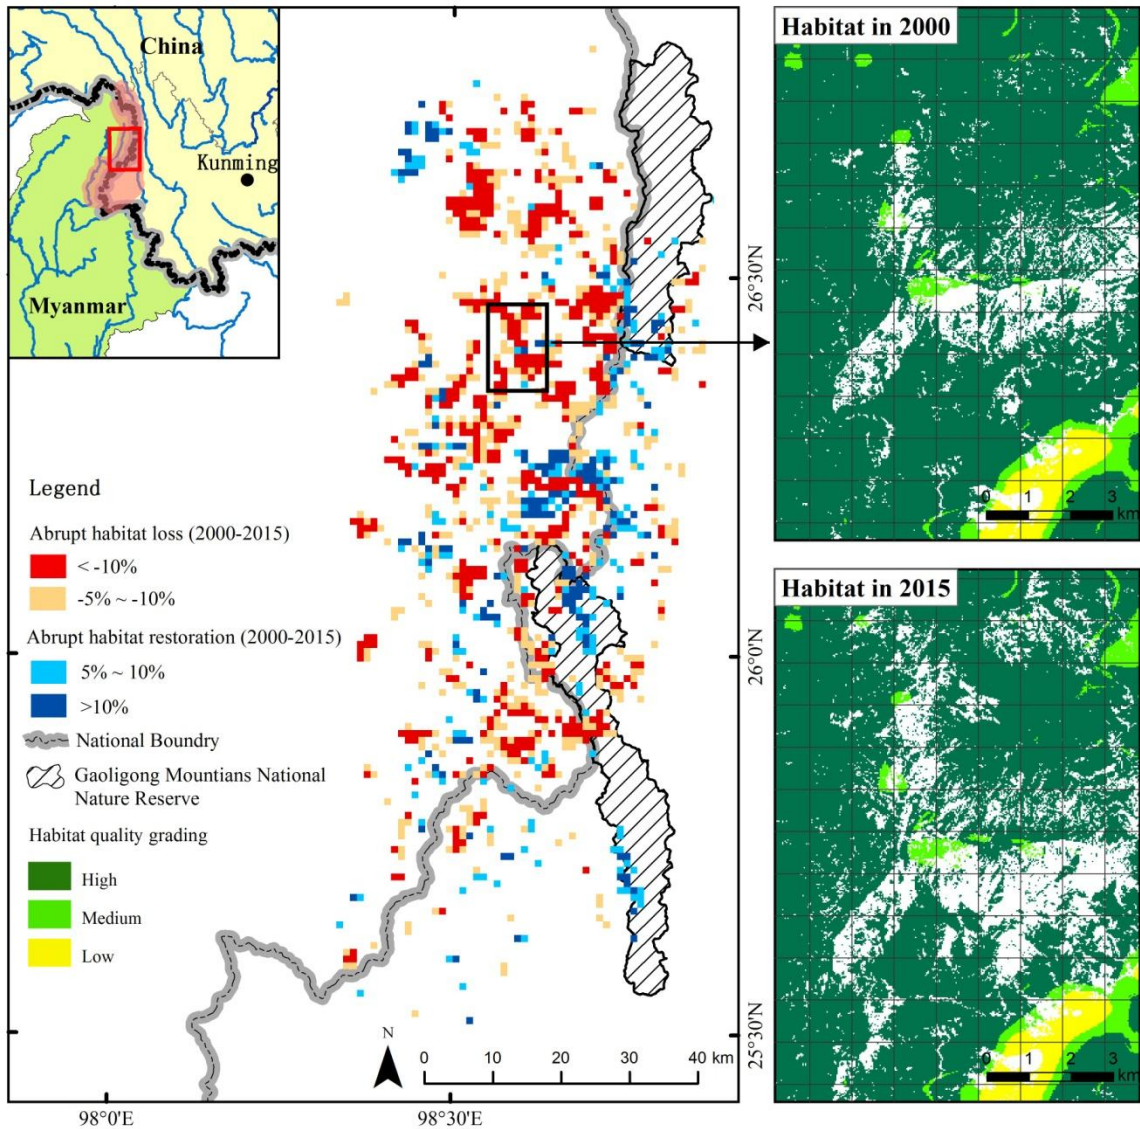 China
Kunming
Myanmar
Legend
Abrupt habitat loss (2000-2015)
< -10%
-5% ~ -10%
Abrupt habitat restoration (2000-2015)
5% ~ 10%
>10%
National Boundry
Gaoligong Mountians National
Nature Reserve
Habitat quality grading
High
Medium
Low
N
0 10 20 30 40 km
98°0'E
98°30'E
26°30'N
26°0'N
25°30'N
Habitat in 2000
0 1 2 3
km
Habitat in 2015
0 1 2 3
km